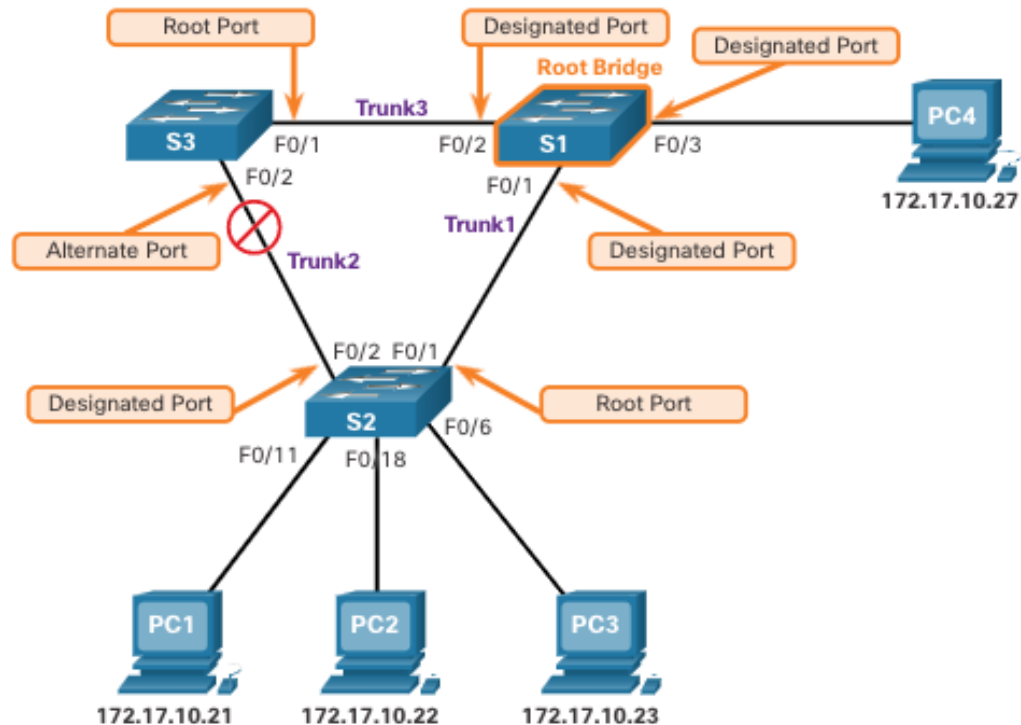 Root Port
Designated Port
Designated Port
Root Bridge
Trunk3
S3
F0/1
F0/2
S1
F0/3
PC4
F0/2
F0/1
172.17.10.27
Alternate Port
Trunk1
Designated Port
Trunk2
F0/2
F0/1
Designated Port
Root Port
S2
F0/6
F0/11
F0/18
PC1
PC2
PC3
172.17.10.21
172.17.10.22
172.17.10.23